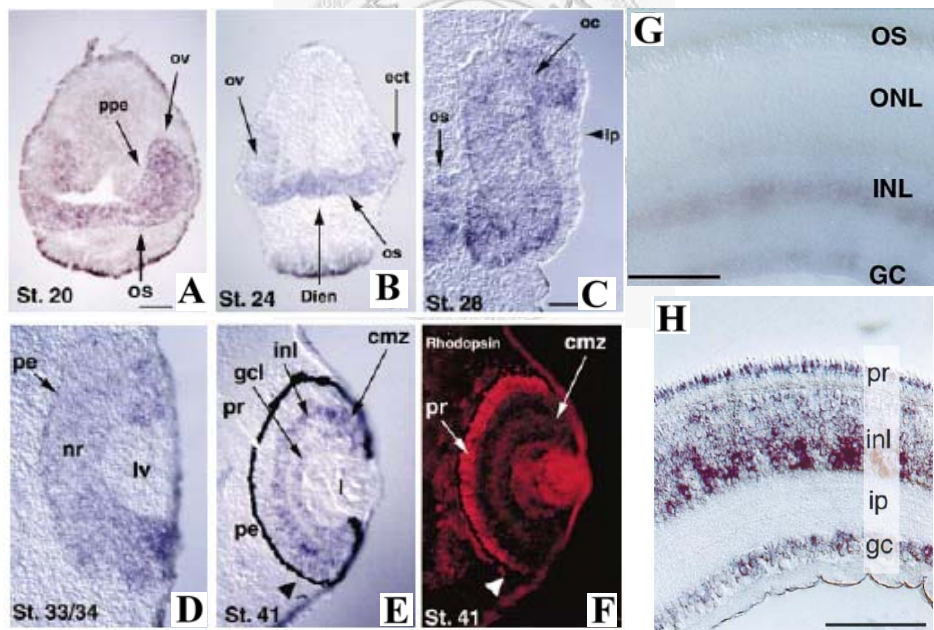 ov
ppe
os
St. 20
A
ov
ect
os
Dien
St. 24
B
oc
os
lp
St. 28
C
G
OS
ONL
INL
GC
pe
nr
lv
St. 33/34
D
inl
cmz
gcl
pr
l
pe
St. 41
E
Rhodopsin
cmz
pr
St. 41
F
H
pr
inl
ip
gc